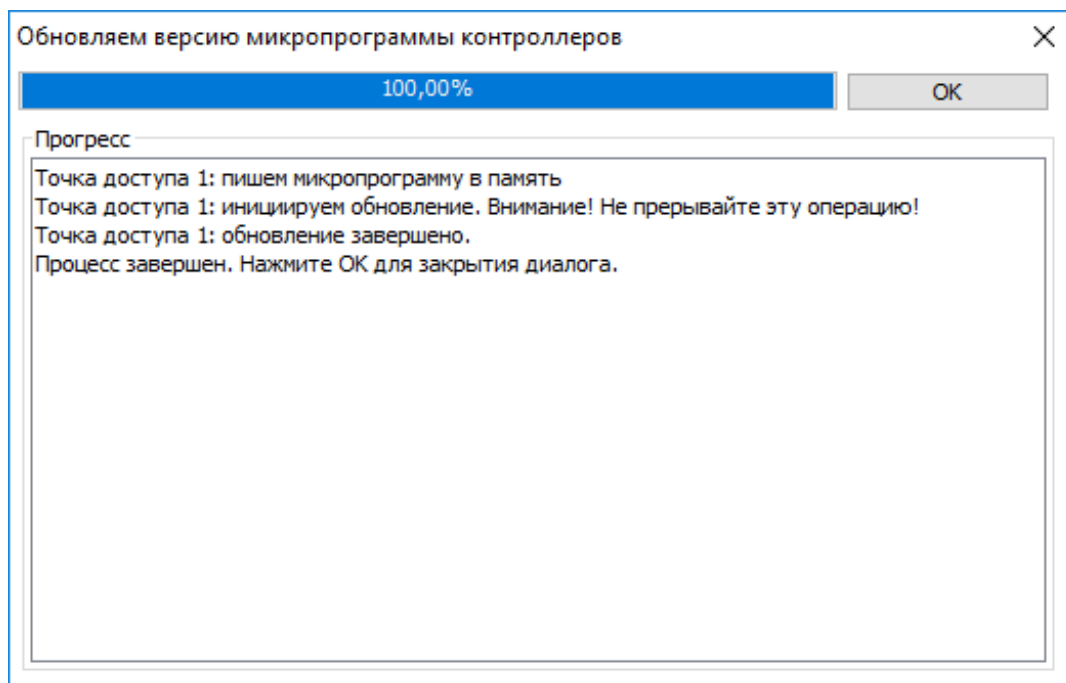 Обновляем версию микропрограммы контроллеров
100,00%
OK
Прогресс
Точка доступа 1: пишем микропрограмму в память
Точка доступа 1: инициируем обновление. Внимание! Не прерывайте эту операцию!
Точка доступа 1: обновление завершено.
Процесс завершен. Нажмите ОК для закрытия диалога.